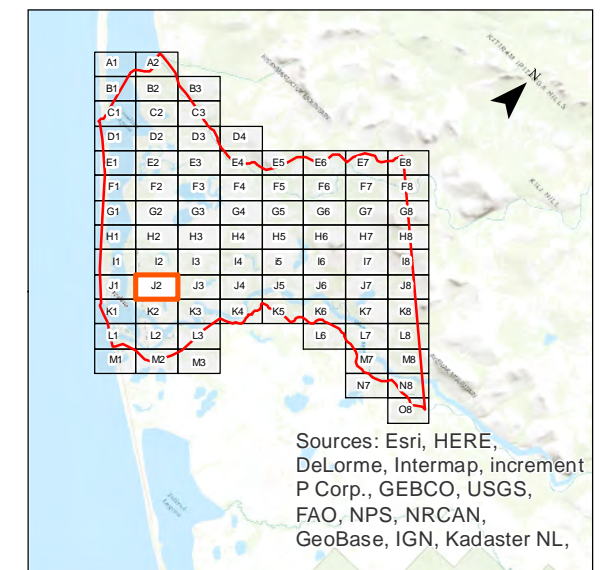 N
KILI HILL
A1 A2
B1 B2 B3
C1 C2 C3
D1 D2 D3 D4
E1 E2 E3 E4 E5 E6 E7 E8
F1 F2 F3 F4 F5 F6 F7 F8
G1 G2 G3 G4 G5 G6 G7 G8
H1 H2 H3 H4 H5 H6 H7 H8
I1 I2 I3 I4 I5 I6 I7 I8
J1 J2 J3 J4 J5 J6 J7 J8
K1 K2 K3 K4 K5 K6 K7 K8
L1 L2 L3 L6 L7 L8
M1 M2 M3 M7 M8
N7 N8
O8
Sources: Esri, HERE,
DeLorme, Intermap, increment
P Corp., GEBCO, USGS,
FAO, NPS, NRCAN,
GeoBase, IGN, Kadaster NL,